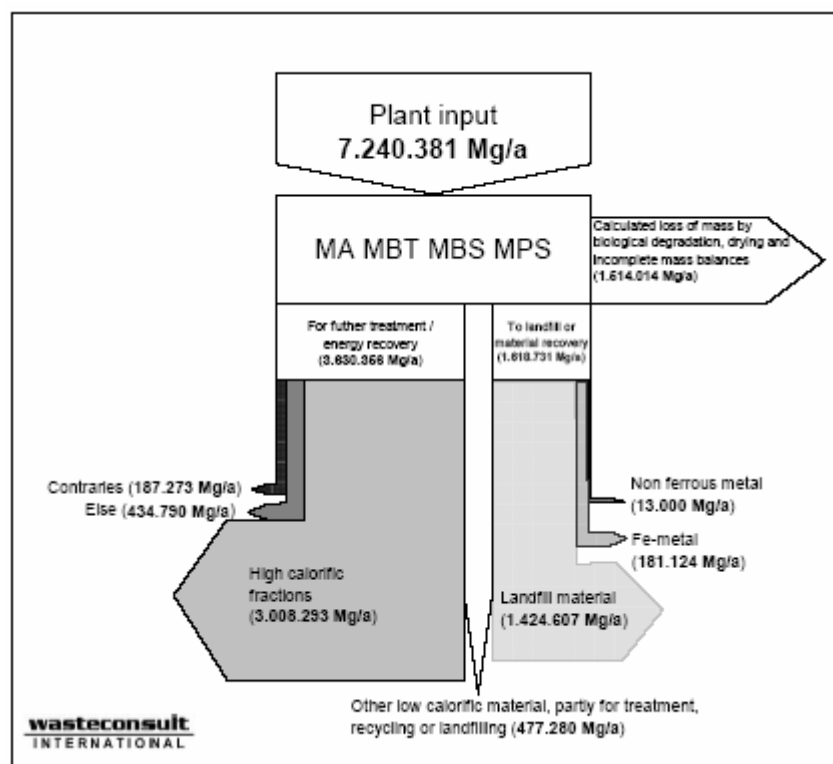 Plant input
7.240.381 Mg/a
MA MBT MBS MPS
Calculated loss of mass by
biological degradation, drying and
incomplete mass balances
(1.514.014 Mg/a)
For futher treatment /
energy recovery
(3.630.356 Mg/a)
To landfill or
material recovery
(1.618.731 Mg/a)
Contraries (187.273 Mg/a)
Else (434.790 Mg/a)
Non ferrous metal
(13.000 Mg/a)
Fe-metal
(181.124 Mg/a)
High calorific
fractions
(3.008.293 Mg/a)
Landfill material
(1.424.607 Mg/a)
Other low calorific material, partly for treatment,
recycling or landfilling (477.280 Mg/a)
wasteconsult
INTERNATIONAL